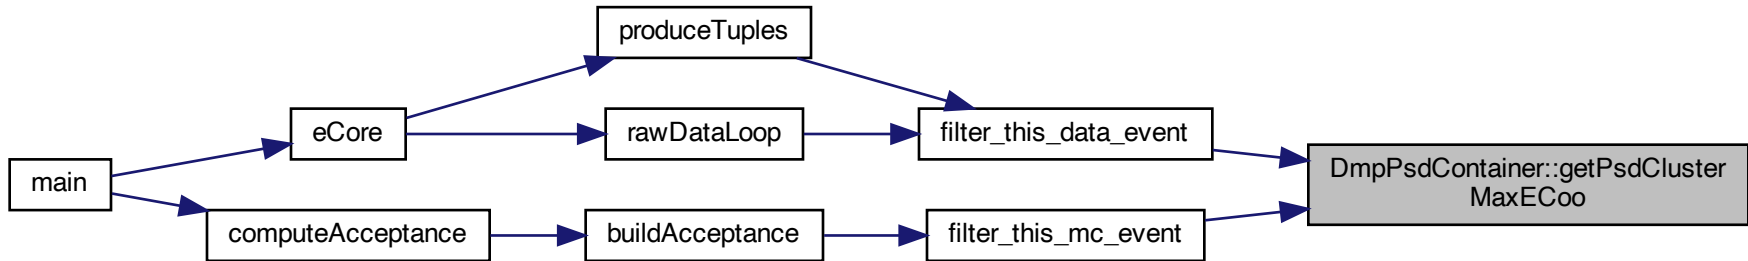 produceTuples
eCore
rawDataLoop
filter_this_data_event
main
DmpPsdContainer::getPsdCluster
MaxECoo
computeAcceptance
buildAcceptance
filter_this_mc_event